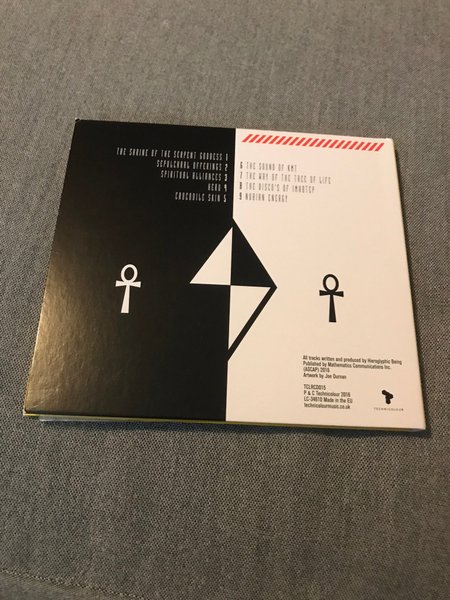 THE SHRINE OF THE SERPENT GODDESS 1
SEPULCHRAL OFFERINGS 2
SPIRITUAL ALLIANCES 3
HERU 4
CROCODILE SKIN 5
6 THE SOUND OF KMT
7 THE WAY OF THE TREE OF LIFE
8 THE DISCO'S OF IMHOTEP
9 NUBIAN ENERGY
All tracks written and produced by Hieroglyphic Being
Published by Mathematics Communications Inc.
(ASCAP) 2016
Artwork by Joe Durnan
TCLRCD015
P & C Technicolour 2016
LC-34610 Made in the EU
technicolourmusic.co.uk
TECHNICOLOUR